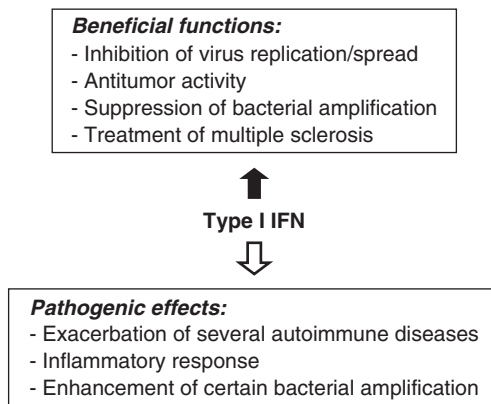 Beneficial functions:
- Inhibition of virus replication/spread
- Antitumor activity
- Suppression of bacterial amplification
- Treatment of multiple sclerosis
Type I IFN
Pathogenic effects:
- Exacerbation of several autoimmune diseases
- Inflammatory response
- Enhancement of certain bacterial amplification